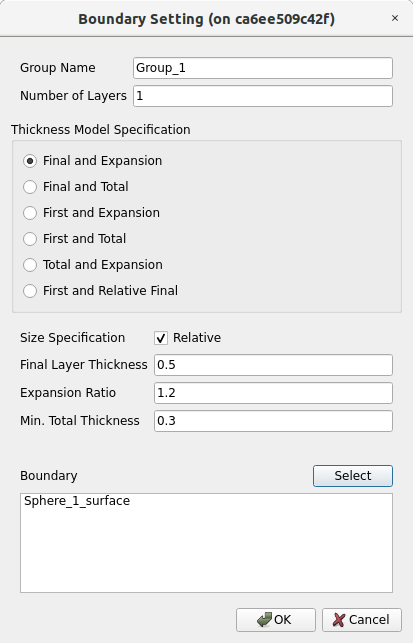 Boundary Setting (on ca6ee509c42f)
×
Group Name Group_1
Number of Layers 1
Thickness Model Specification
Final and Expansion
Final and Total
First and Expansion
First and Total
Total and Expansion
First and Relative Final
Size Specification Relative
Final Layer Thickness 0.5
Expansion Ratio 1.2
Min. Total Thickness 0.3
Boundary Select
Sphere_1_surface
OK Cancel